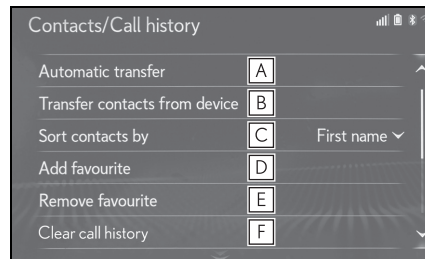 Contacts/Call history
Automatic transfer A
Transfer contacts from device B
Sort contacts by C First name
Add favourite D
Remove favourite E
Clear call history F